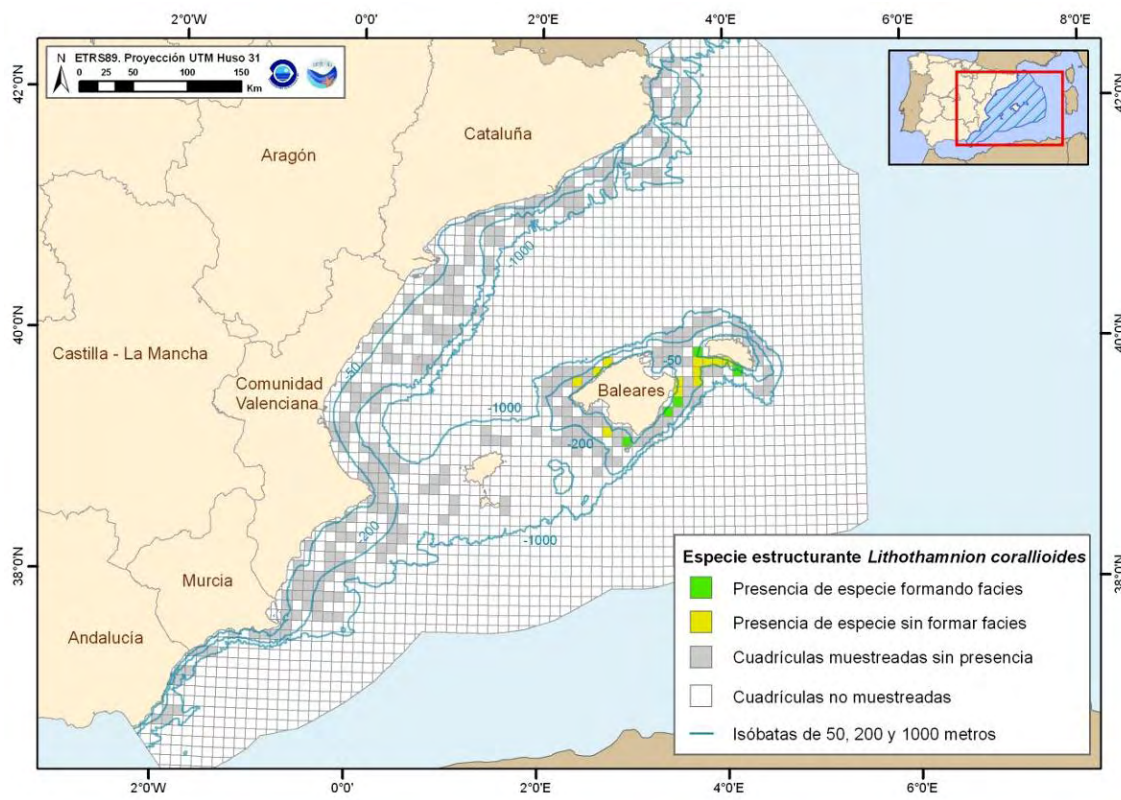 2°0'W
0°0'
2°0'E
4°0'E
8°0'E
N
ETRS89. Proyección UTM Huso 31
0 25 50 100 150
Km
42°0'N
42°0'N
Cataluña
Aragón
-1000
40°0'N
40°0'N
Castilla - La Mancha
Comunidad
Valenciana
-50
-50
Baleares
-1000
-200
-200
-1000
38°0'N
38°0'N
Murcia
Andalucía
Especie estructurante Lithothamnion corallioides
Presencia de especie formando facies
Presencia de especie sin formar facies
Cuadrículas muestreadas sin presencia
Cuadrículas no muestreadas
Isóbatas de 50, 200 y 1000 metros
2°0'W
0°0'
2°0'E
4°0'E
6°0'E